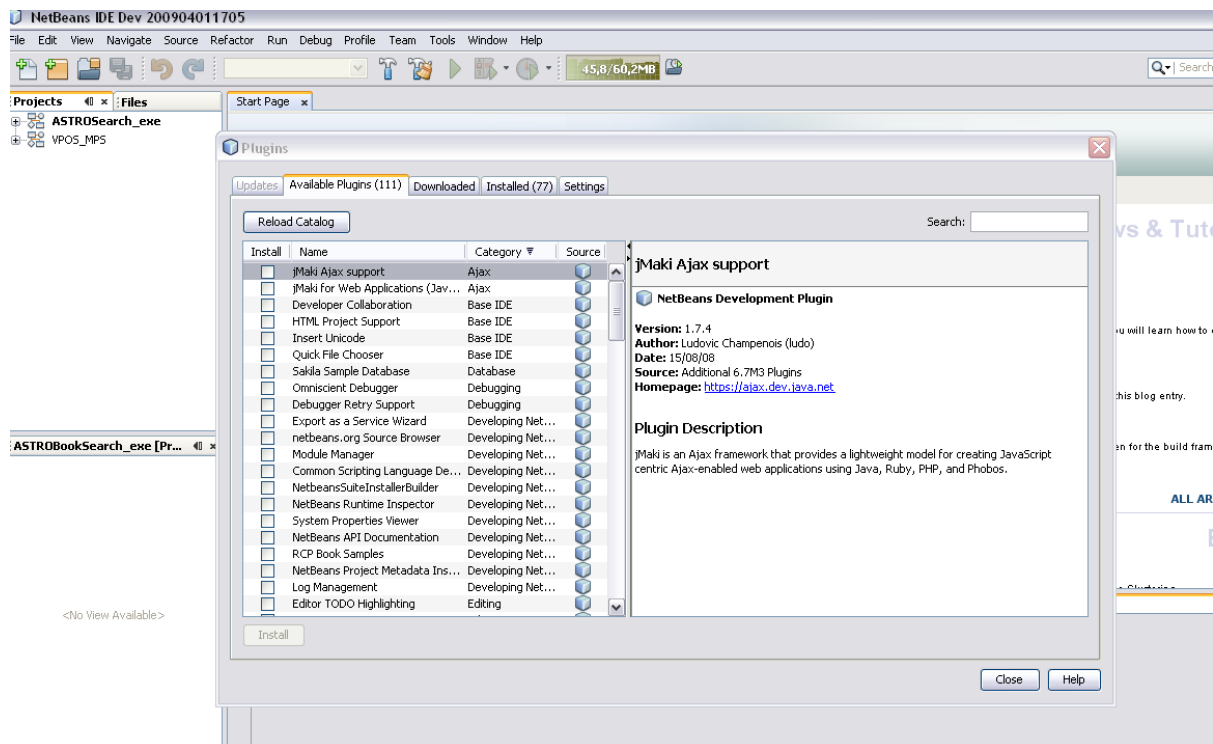 NetBeans IDE Dev 200904011705
File Edit View Navigate Source Refactor Run Debug Profile Team Tools Window Help
45,8/60,2MB
Search
Projects Files
Start Page
ASTROSearch_exe
VPOS_MPS
Plugins
Updates Available Plugins (111) Downloaded Installed (77) Settings
Reload Catalog
Search:
Install Name Category Source
jMaki Ajax support Ajax
jMaki for Web Applications (Jav... Ajax
Developer Collaboration Base IDE
HTML Project Support Base IDE
Insert Unicode Base IDE
Quick File Chooser Base IDE
Sakila Sample Database Database
Omniscient Debugger Debugging
Debugger Retry Support Debugging
Export as a Service Wizard Developing Net...
netbeans.org Source Browser Developing Net...
Module Manager Developing Net...
Common Scripting Language De... Developing Net...
NetbeansSuiteInstallerBuilder Developing Net...
NetBeans Runtime Inspector Developing Net...
System Properties Viewer Developing Net...
NetBeans API Documentation Developing Net...
RCP Book Samples Developing Net...
NetBeans Project Metadata Ins... Developing Net...
Log Management Developing Net...
Editor TODO Highlighting Editing
jMaki Ajax support
NetBeans Development Plugin
Version: 1.7.4
Author: Ludovic Champenois (ludo)
Date: 15/08/08
Source: Additional 6.7M3 Plugins
Homepage: https://ajax.dev.java.net
Plugin Description
jMaki is an Ajax framework that provides a lightweight model for creating JavaScript
centric Ajax-enabled web applications using Java, Ruby, PHP, and Phobos.
Install
Close Help
ws & Tut
u will learn how to
this blog entry.
en for the build fram
ALL AR
ASTROBookSearch_exe [Pr...
<No View Available>